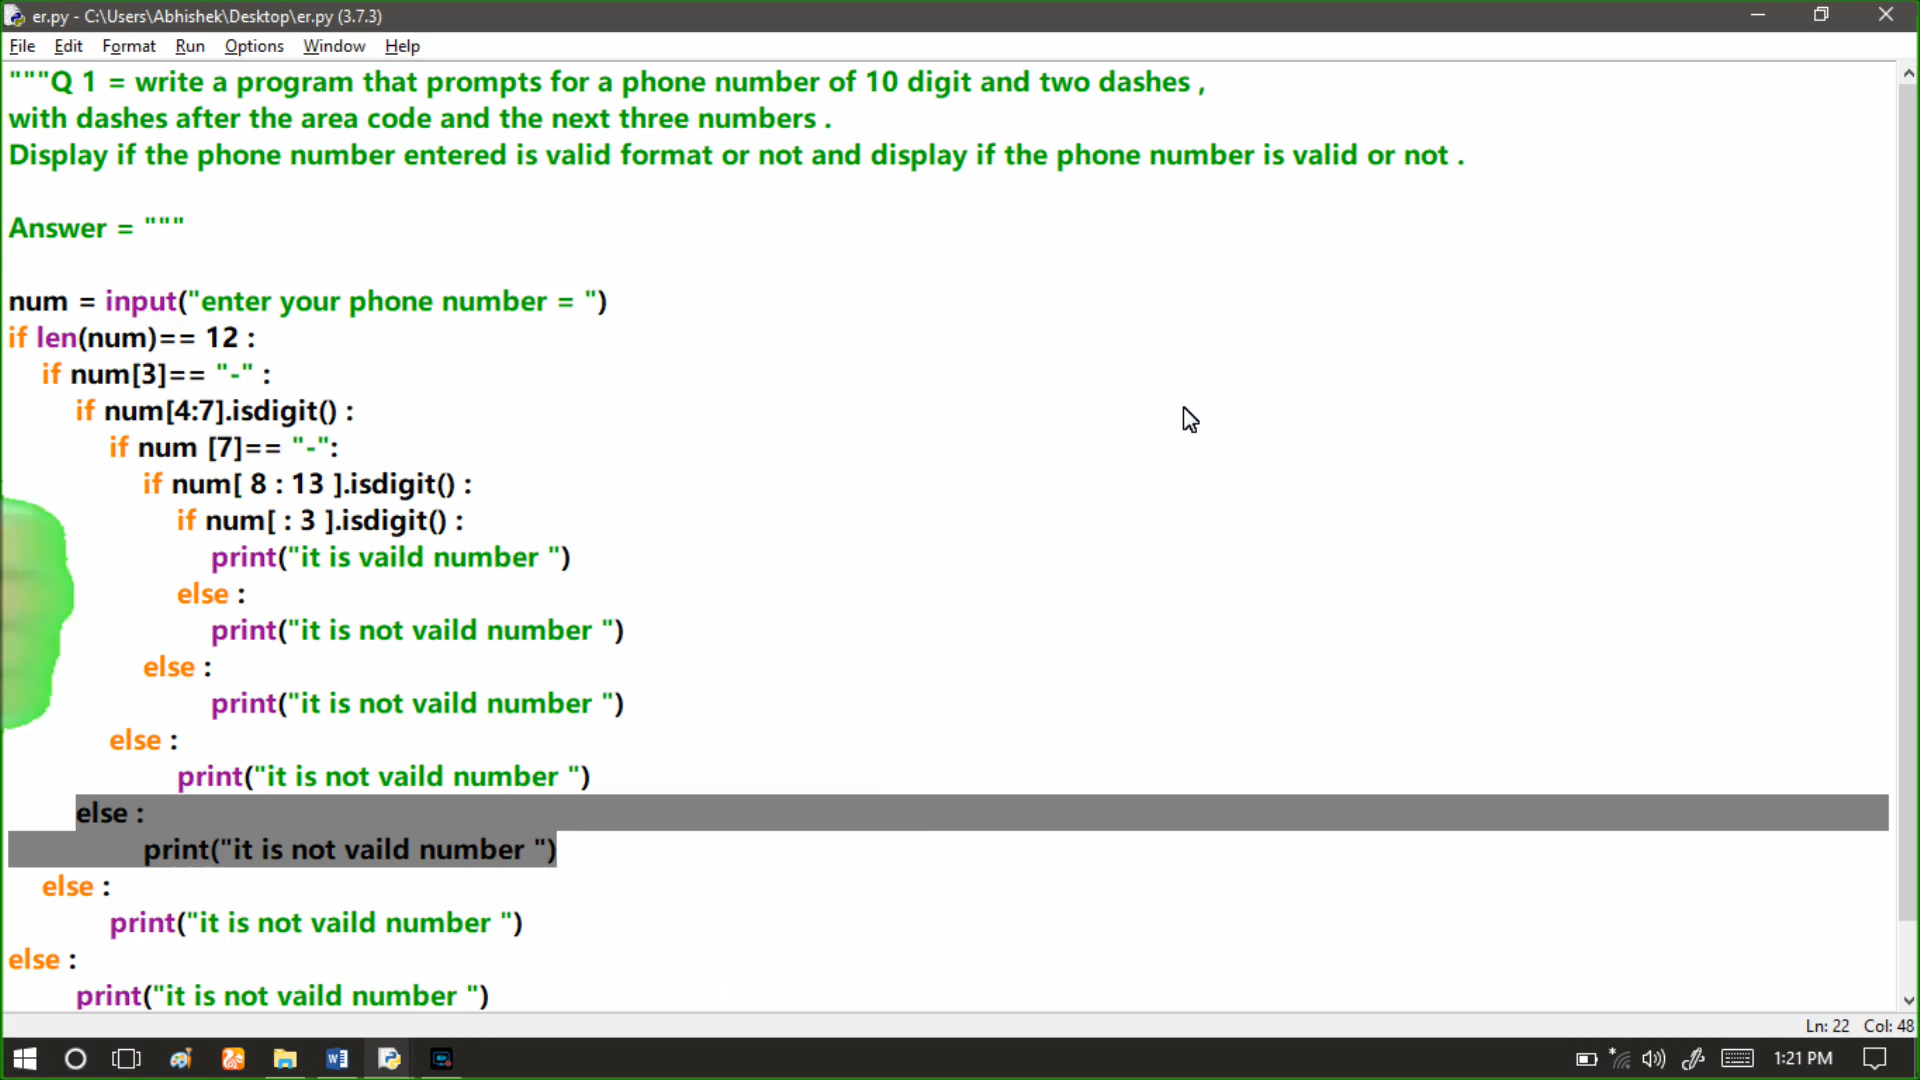 er.py - C:\Users\Abhishek\Desktop\er.py (3.7.3)
File Edit Format Run Options Window Help
"""Q 1 = write a program that prompts for a phone number of 10 digit and two dashes ,
with dashes after the area code and the next three numbers .
Display if the phone number entered is valid format or not and display if the phone number is valid or not .
Answer = """
num = input("enter your phone number = ")
if len(num)== 12 :
if num[3]== "-" :
if num[4:7].isdigit() :
if num [7]== "-":
if num[ 8 : 13 ].isdigit() :
if num[ : 3 ].isdigit() :
print("it is vaild number ")
else :
print("it is not vaild number ")
else :
print("it is not vaild number ")
else :
print("it is not vaild number ")
else :
print("it is not vaild number ")
else :
print("it is not vaild number ")
else :
print("it is not vaild number ")
Ln: 22 Col: 48
1:21 PM